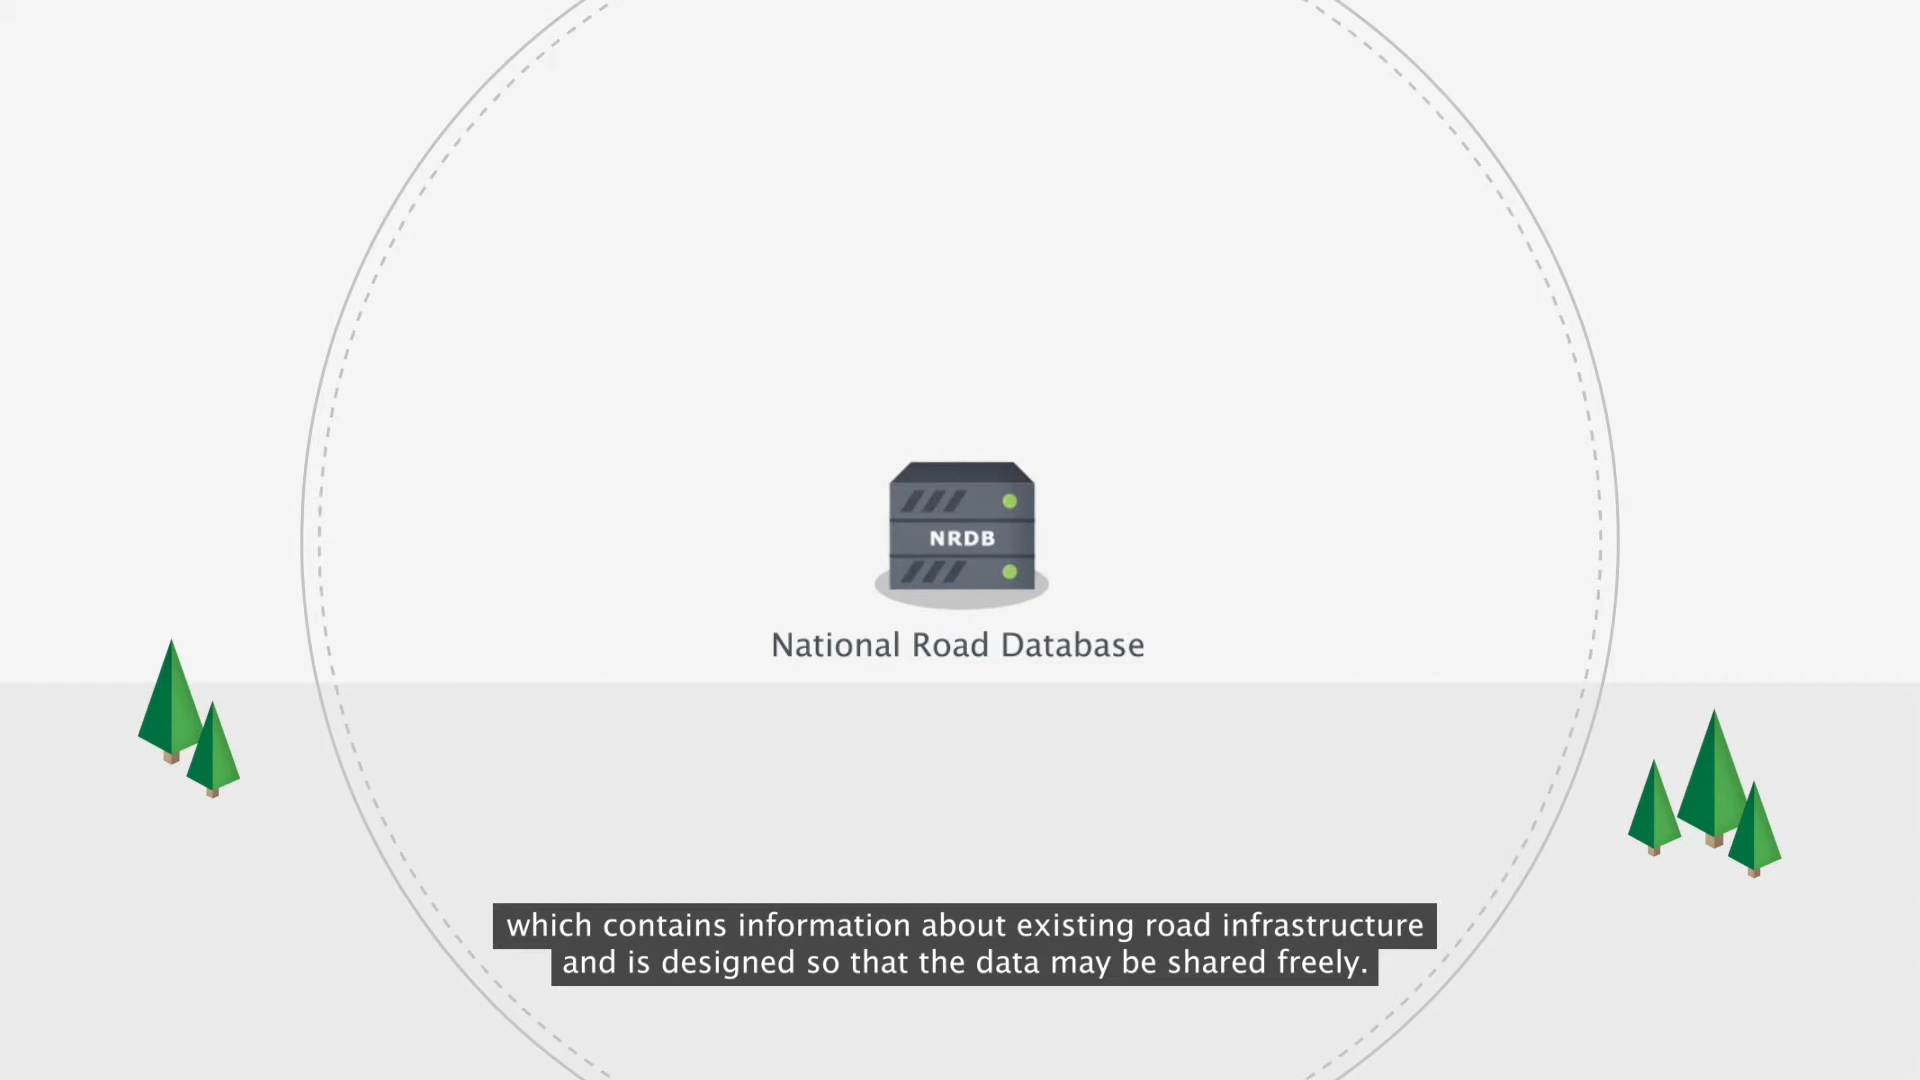 NRDB
National Road Database
which contains information about existing road infrastructure
and is designed so that the data may be shared freely.